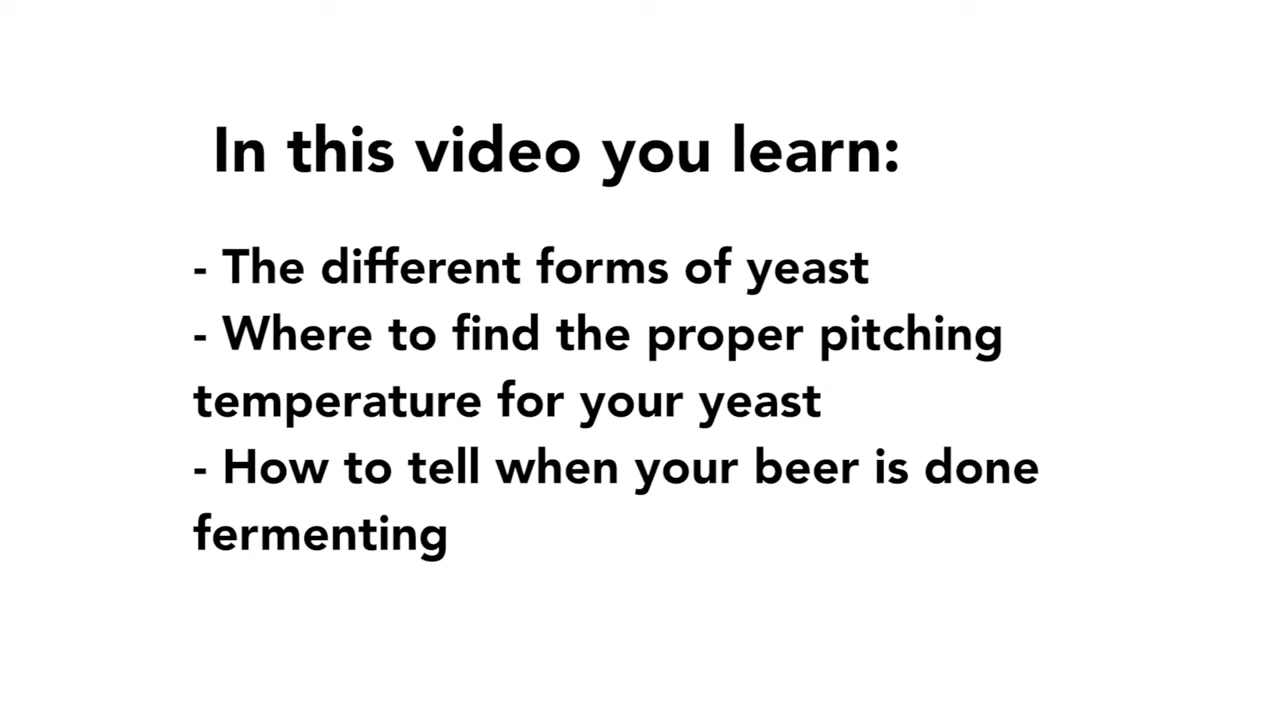 In this video you learn:
- The different forms of yeast
- Where to find the proper pitching
temperature for your yeast
- How to tell when your beer is done
fermenting